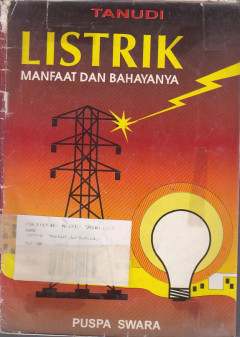 TANUDI
LISTRIK
MANFAAT DAN BAHAYANYA
PUSPA SWARA